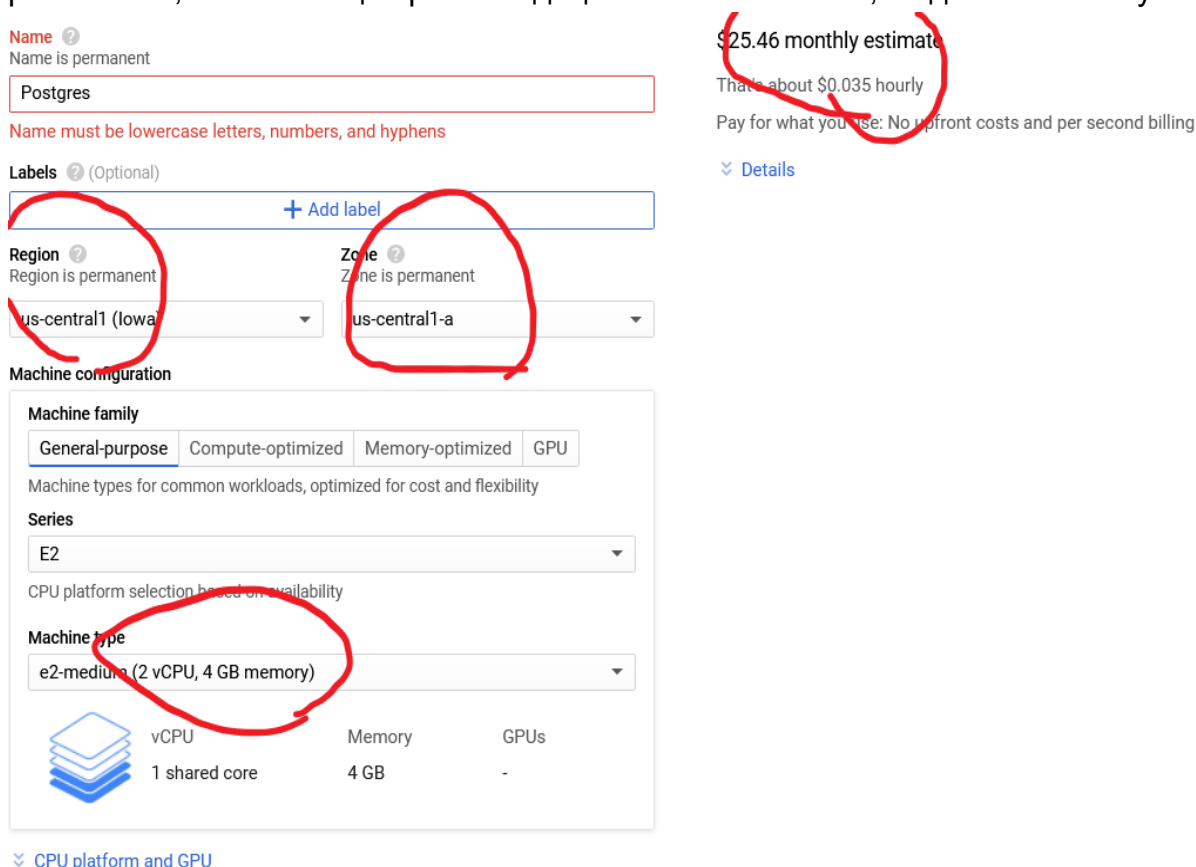 Name
Name is permanent
Postgres
Name must be lowercase letters, numbers, and hyphens
Labels (Optional)
+ Add label
Region
Region is permanent
us-central1 (Iowa)
Zone
Zone is permanent
us-central1-a
Machine configuration
Machine family
General-purpose Compute-optimized Memory-optimized GPU
Machine types for common workloads, optimized for cost and flexibility
Series
E2
CPU platform selection based on availability
Machine type
e2-medium (2 vCPU, 4 GB memory)
vCPU Memory GPUs
1 shared core 4 GB -
CPU platform and GPU
$25.46 monthly estimate
That's about $0.035 hourly
Pay for what you use: No upfront costs and per second billing
Details